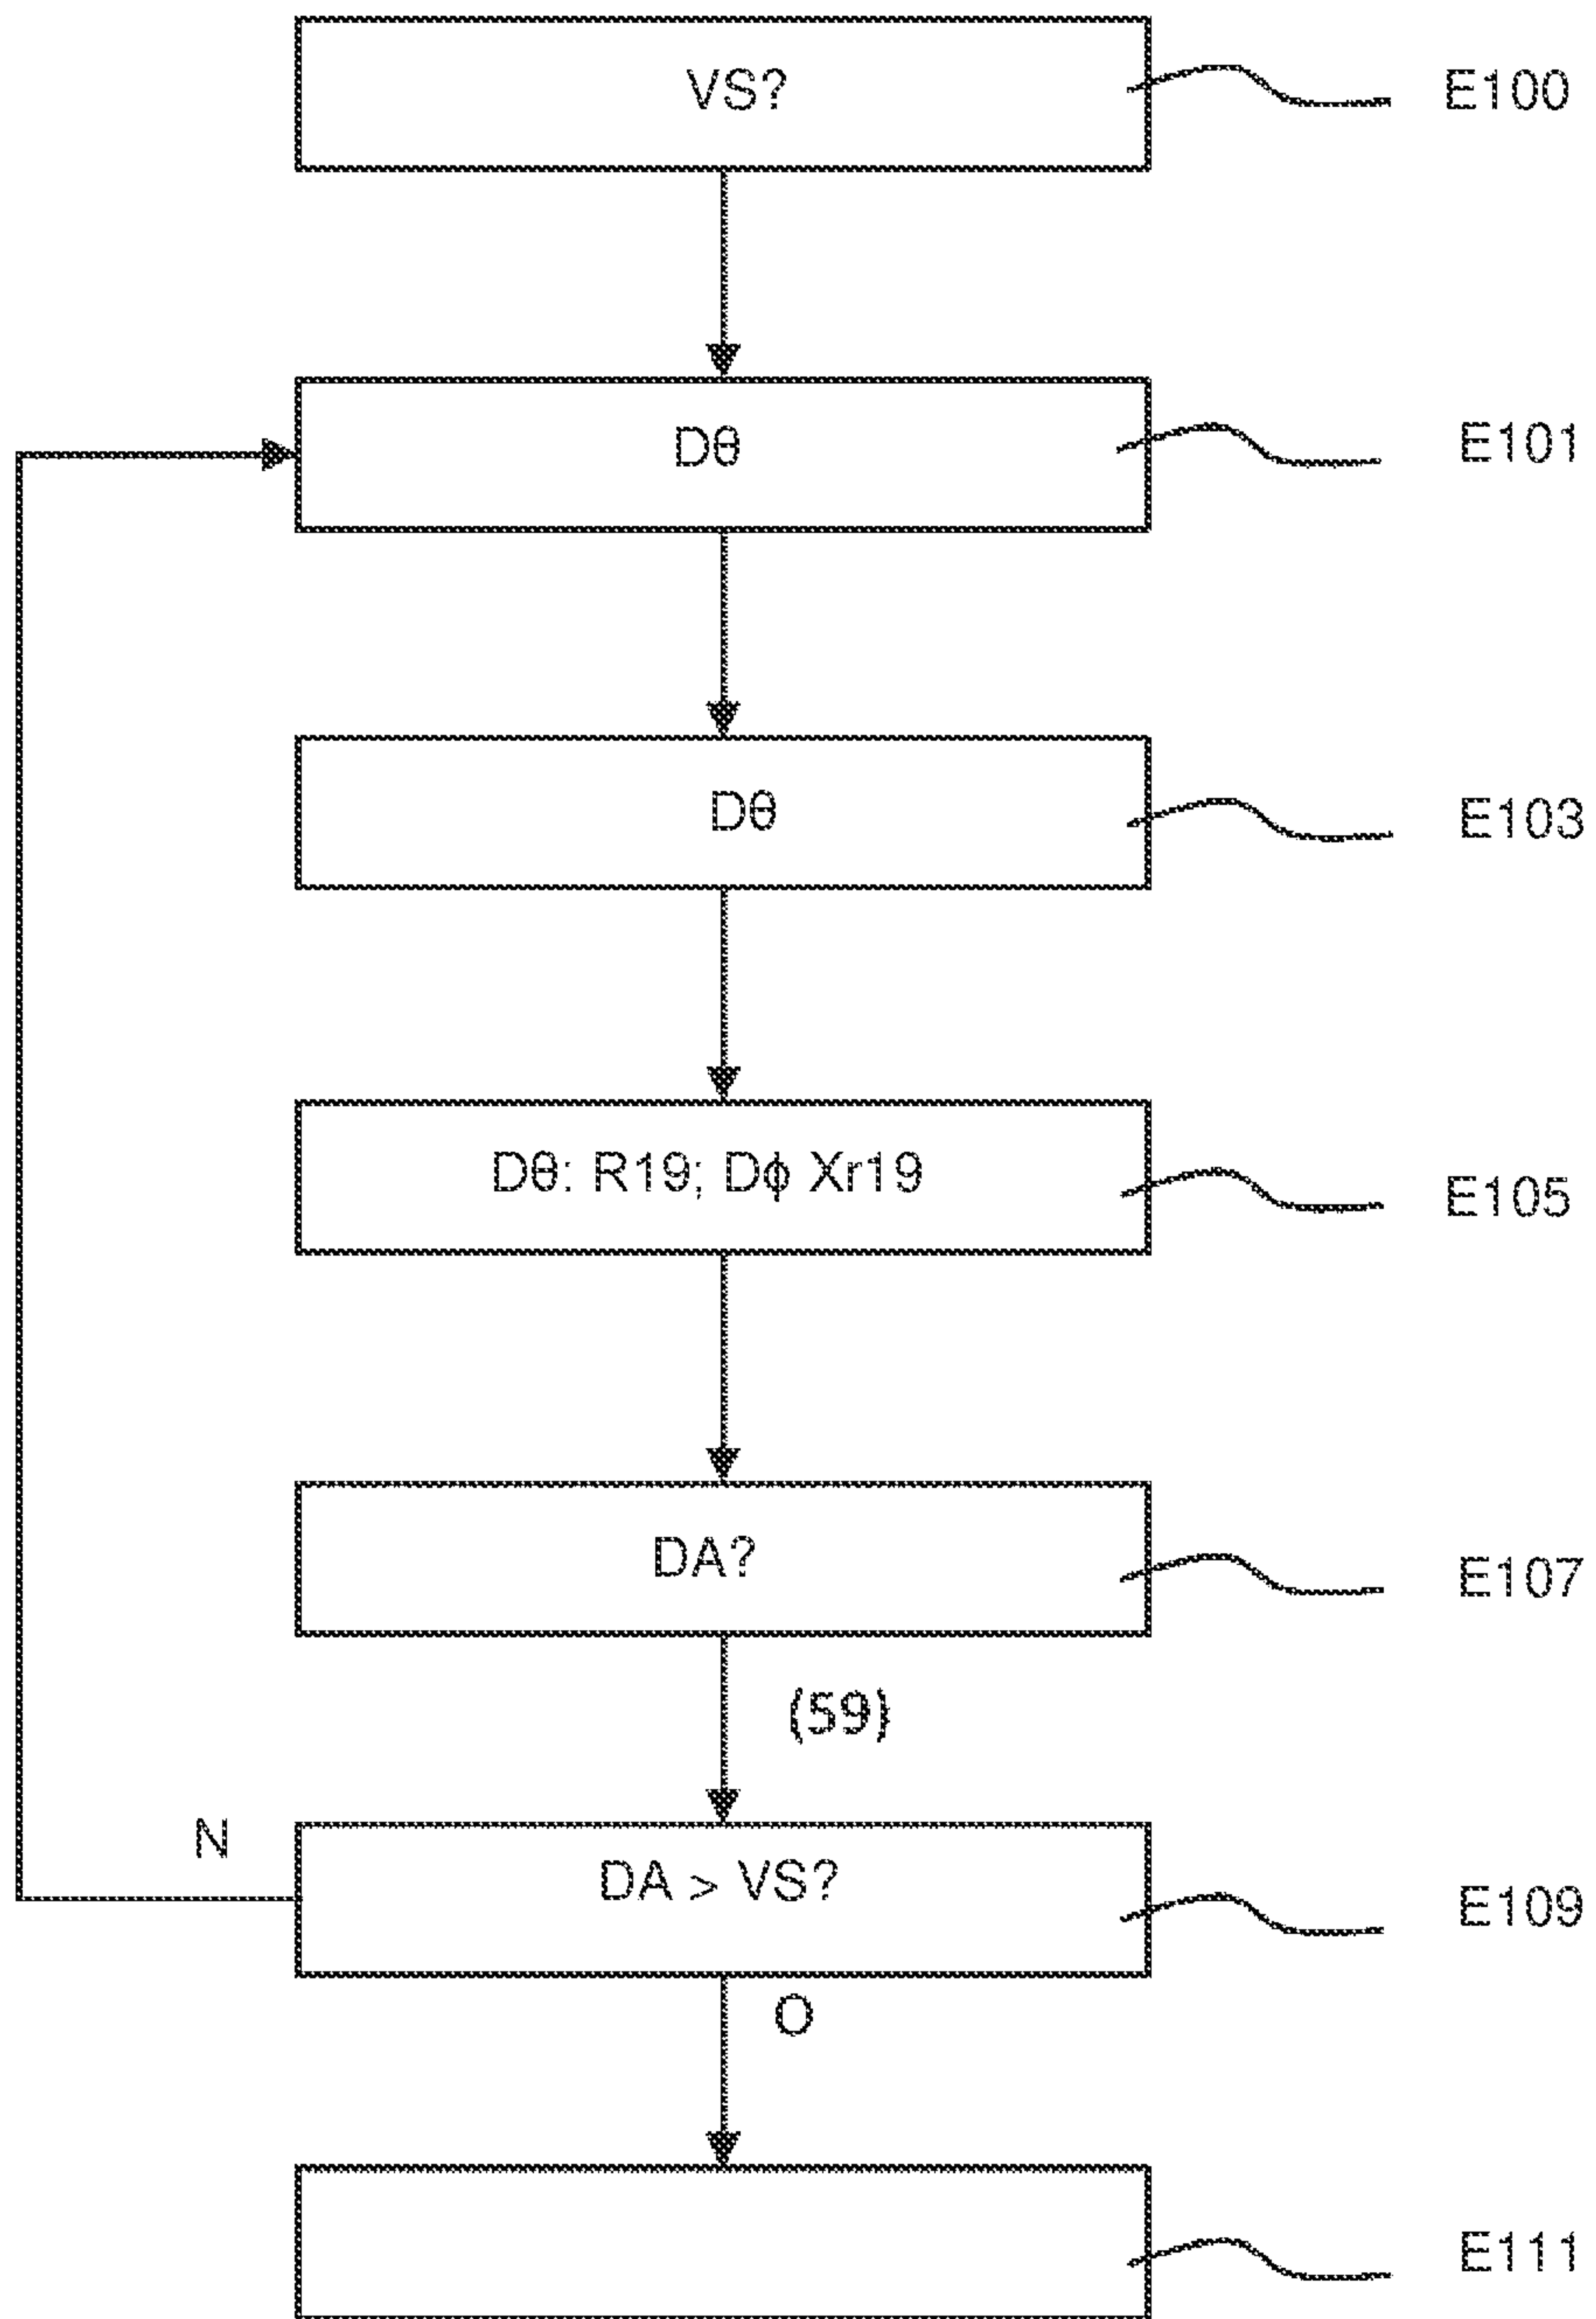 VS?
E100
Dθ
E101
Dθ
E103
Dθ: R19; Dϕ Xr19
E105
DA?
E107
(59)
N
DA > VS?
E109
O
E111